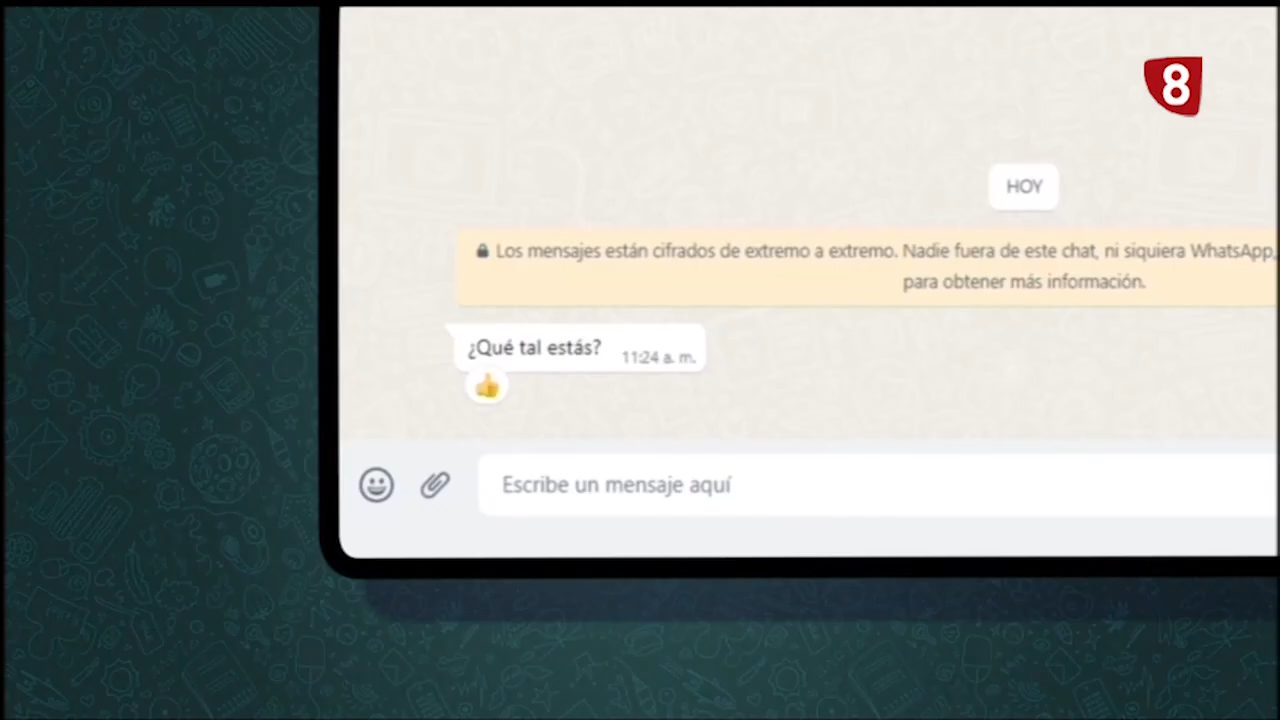 8
HOY
Los mensajes están cifrados de extremo a extremo. Nadie fuera de este chat, ni siquiera WhatsApp,
para obtener más información.
¿Qué tal estás? 11:24 a. m.
Escribe un mensaje aquí